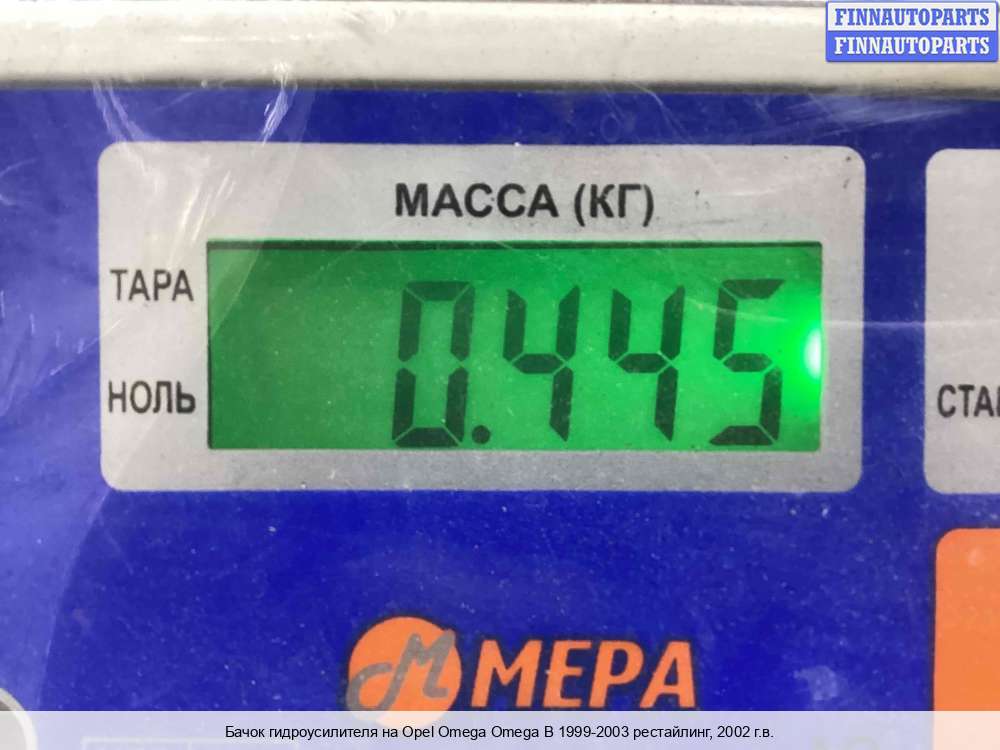 FINNAUTOPARTS
FINNAUTOPARTS
МАССА (КГ)
ТАРА
0.445
НОЛЬ
МЕРА
Бачок гидроусилителя на Opel Omega Omega B 1999-2003 рестайлинг, 2002 г.в.